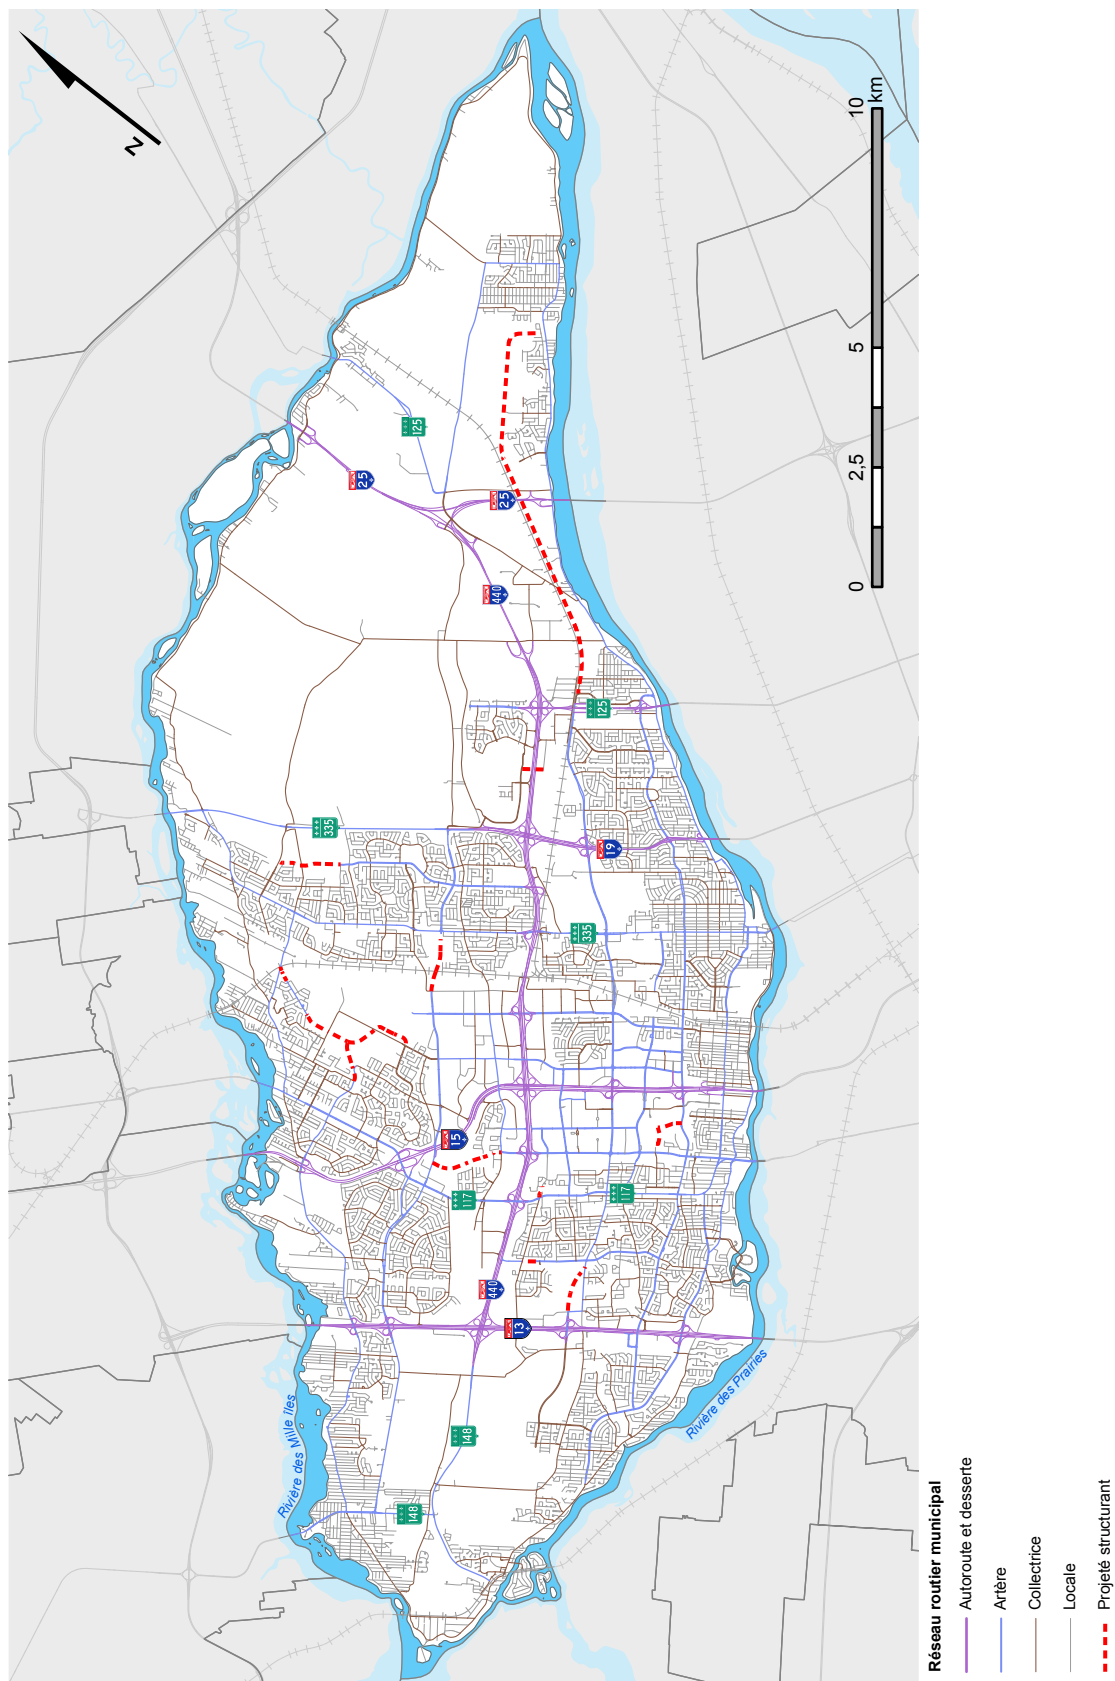 N
125
25
25
440
125
335
19
335
15
117
117
440
13
148
148
Rivière des Mille Îles
Rivière des Prairies
0
2,5
5
10
km
Réseau routier municipal
Autoroute et desserte
Artère
Collectrice
Locale
Projeté structurant